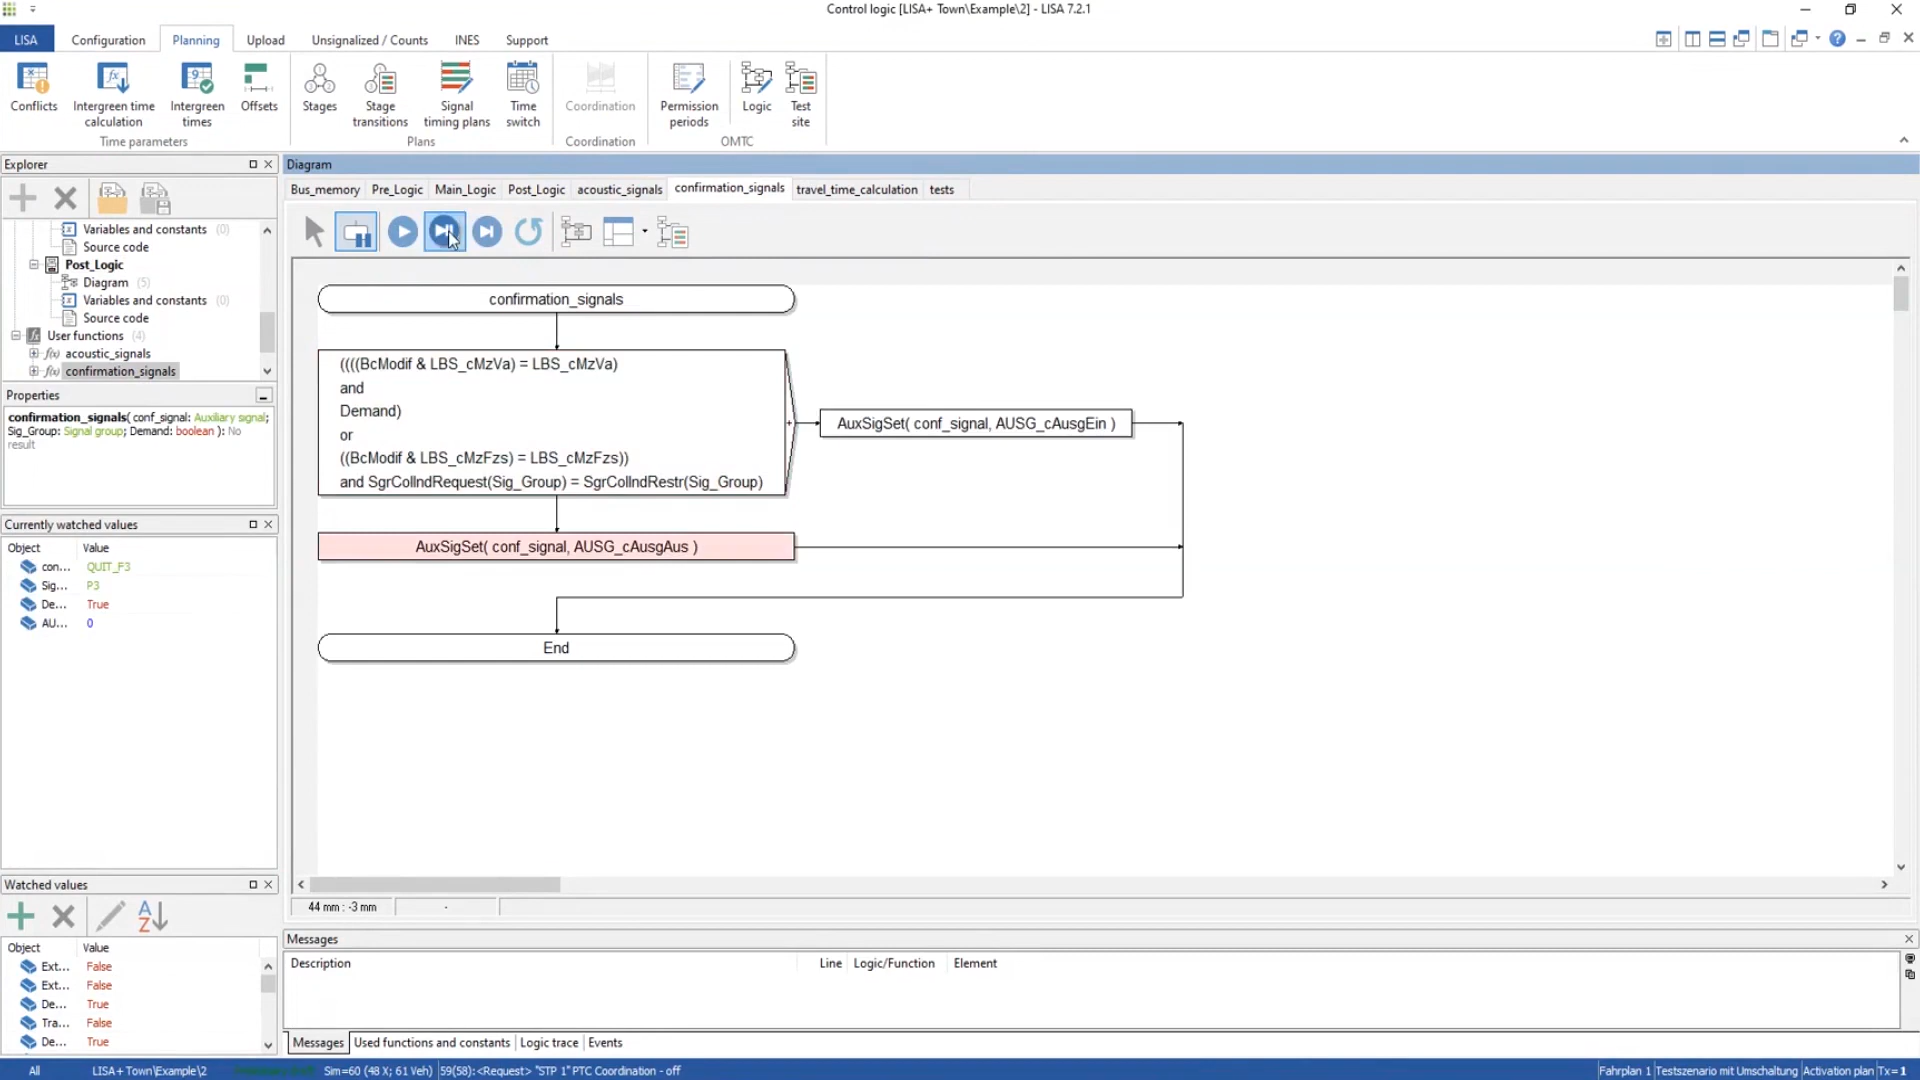 Control logic [LISA+ Town\Example\2] - LISA 7.2.1
LISA
Configuration
Planning
Upload
Unsignalized / Counts
INES
Support
Conflicts
Intergreen time calculation
Intergreen times
Offsets
Time parameters
Stages
Stage transitions
Signal timing plans
Time switch
Plans
Coordination
Coordination
Permission periods
Logic
Test site
OMTC
Explorer
Variables and constants (0)
Source code
Post_Logic
Diagram (5)
Variables and constants (0)
Source code
User functions (4)
f(x) acoustic_signals
f(x) confirmation_signals
Properties
confirmation_signals( conf_signal: Auxiliary signal;
Sig_Group: Signal group; Demand: boolean ): No
result
Currently watched values
Object Value
con... QUIT_F3
Sig... P3
De... True
AU... 0
Watched values
Object Value
Ext... False
Ext... False
De... True
Tra... False
De... True
Diagram
Bus_memory Pre_Logic Main_Logic Post_Logic acoustic_signals confirmation_signals travel_time_calculation tests
confirmation_signals
((((BcModif & LBS_cMzVa) = LBS_cMzVa)
and
Demand)
or
((BcModif & LBS_cMzFzs) = LBS_cMzFzs))
and SgrCollndRequest(Sig_Group) = SgrCollndRestr(Sig_Group)
+
AuxSigSet( conf_signal, AUSG_cAusgEin )
AuxSigSet( conf_signal, AUSG_cAusgAus )
End
44 mm : -3 mm
-
Messages
Description Line Logic/Function Element
Messages Used functions and constants Logic trace Events
All LISA+ Town\Example\2 Sim=60 (48 X; 61 Veh) 59(58):<Request> "STP 1" PTC Coordination - off Fahrplan 1 Testszenario mit Umschaltung Activation plan Tx= 1